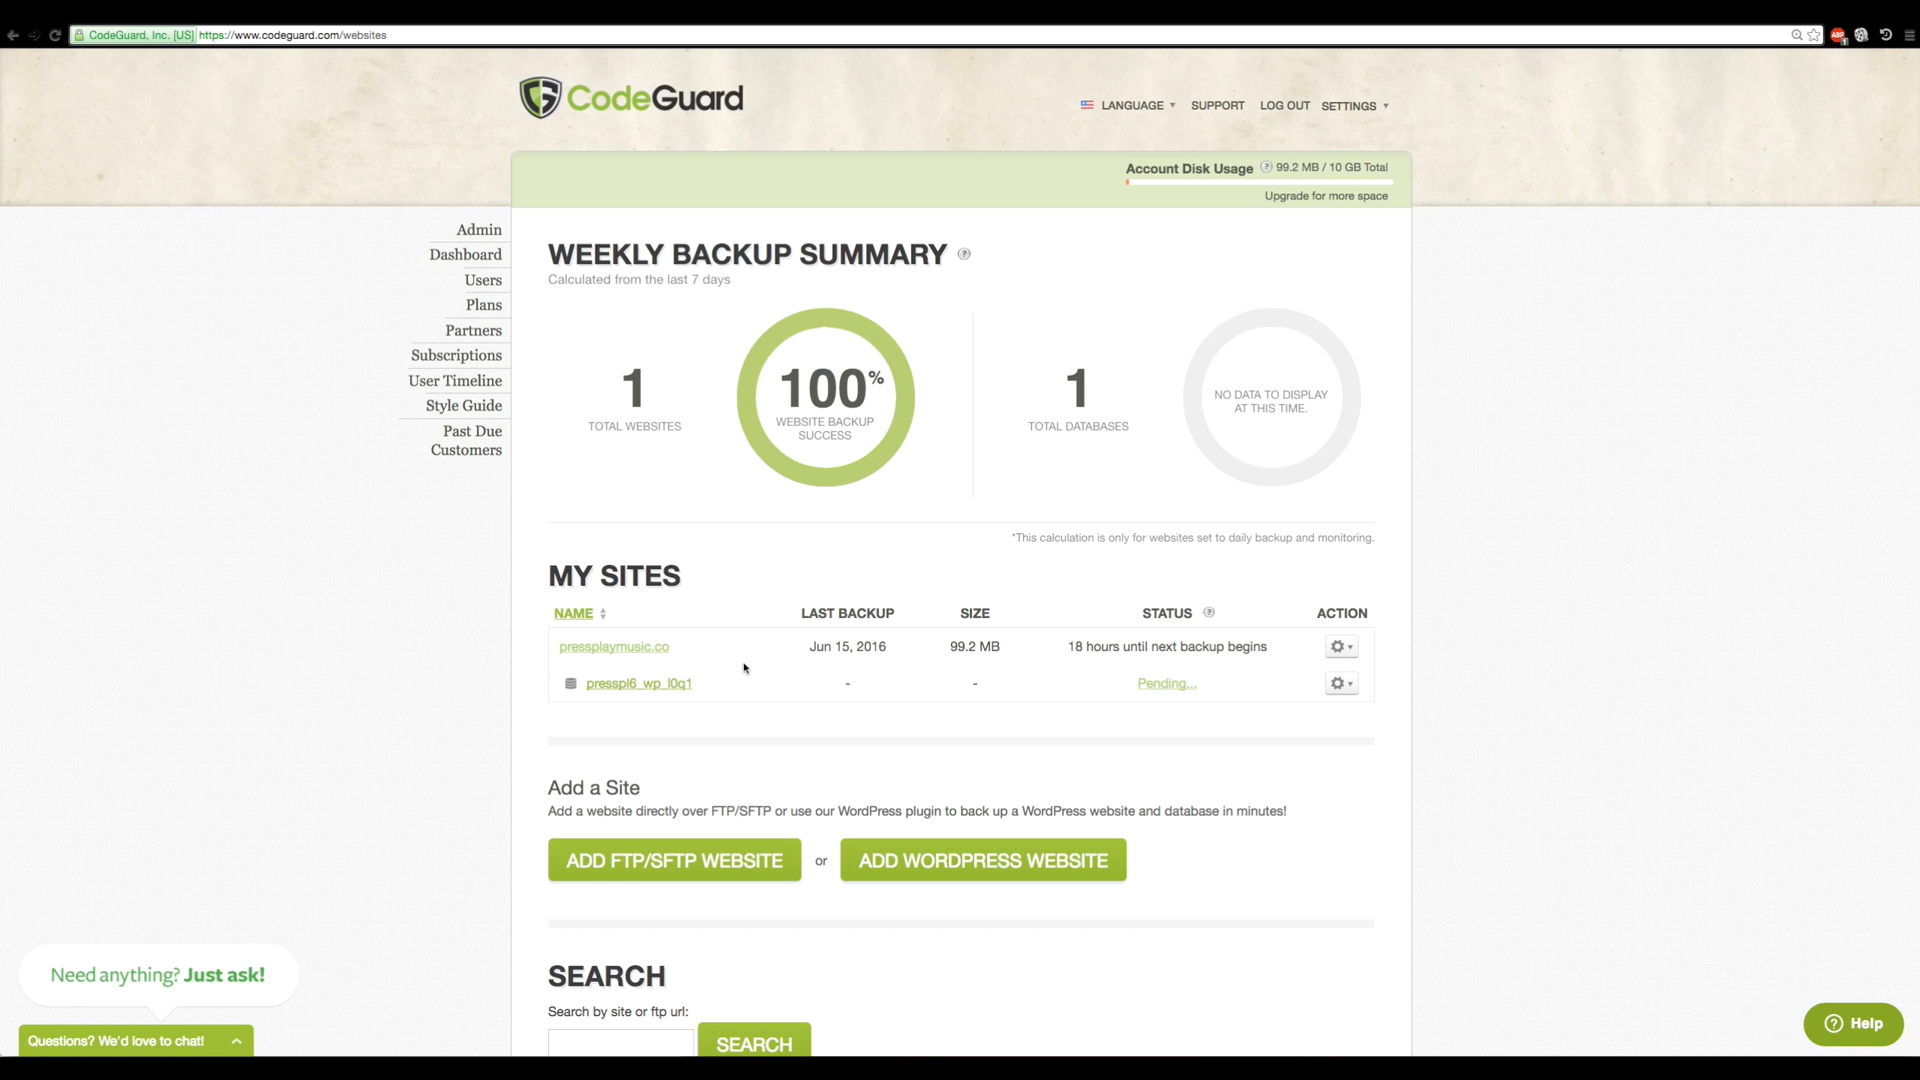 CodeGuard, Inc. [US] https://www.codeguard.com/websites
ABP
1
CodeGuard
LANGUAGE SUPPORT LOG OUT SETTINGS
Account Disk Usage ? 99.2 MB / 10 GB Total
Upgrade for more space
Admin
Dashboard
Users
Plans
Partners
Subscriptions
User Timeline
Style Guide
Past Due
Customers
WEEKLY BACKUP SUMMARY ?
Calculated from the last 7 days
1
TOTAL WEBSITES
100%
WEBSITE BACKUP
SUCCESS
1
TOTAL DATABASES
NO DATA TO DISPLAY
AT THIS TIME.
*This calculation is only for websites set to daily backup and monitoring.
MY SITES
NAME LAST BACKUP SIZE STATUS ? ACTION
pressplaymusic.co Jun 15, 2016 99.2 MB 18 hours until next backup begins
presspl6_wp_l0q1 - - Pending...
Add a Site
Add a website directly over FTP/SFTP or use our WordPress plugin to back up a WordPress website and database in minutes!
ADD FTP/SFTP WEBSITE or ADD WORDPRESS WEBSITE
SEARCH
Search by site or ftp url:
SEARCH
Need anything? Just ask!
Questions? We'd love to chat!
? Help